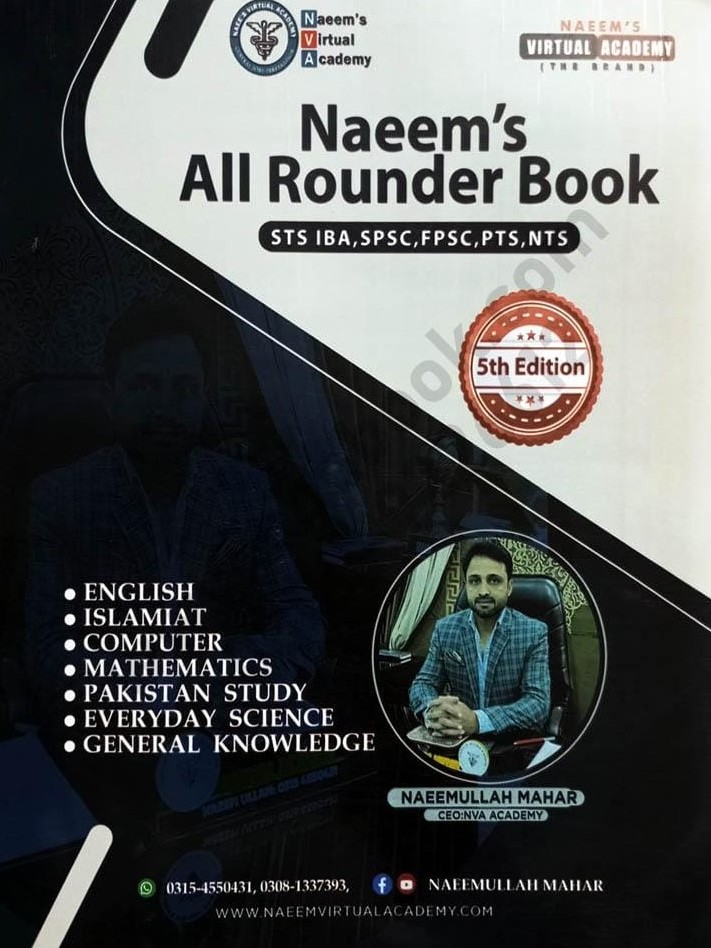 Naeem's
Virtual
Academy
NAEEM'S
VIRTUAL ACADEMY
(THE BRAND)
Naeem's
All Rounder Book
STS IBA,SPSC,FPSC,PTS,NTS
5th Edition
• ENGLISH
• ISLAMIAT
• COMPUTER
• MATHEMATICS
• PAKISTAN STUDY
• EVERYDAY SCIENCE
• GENERAL KNOWLEDGE
NAEEMULLAH MAHAR
CEO:NVA ACADEMY
0315-4550431, 0308-1337393, NAEEMULLAH MAHAR
WWW.NAEEMVIRTUALACADEMY.COM